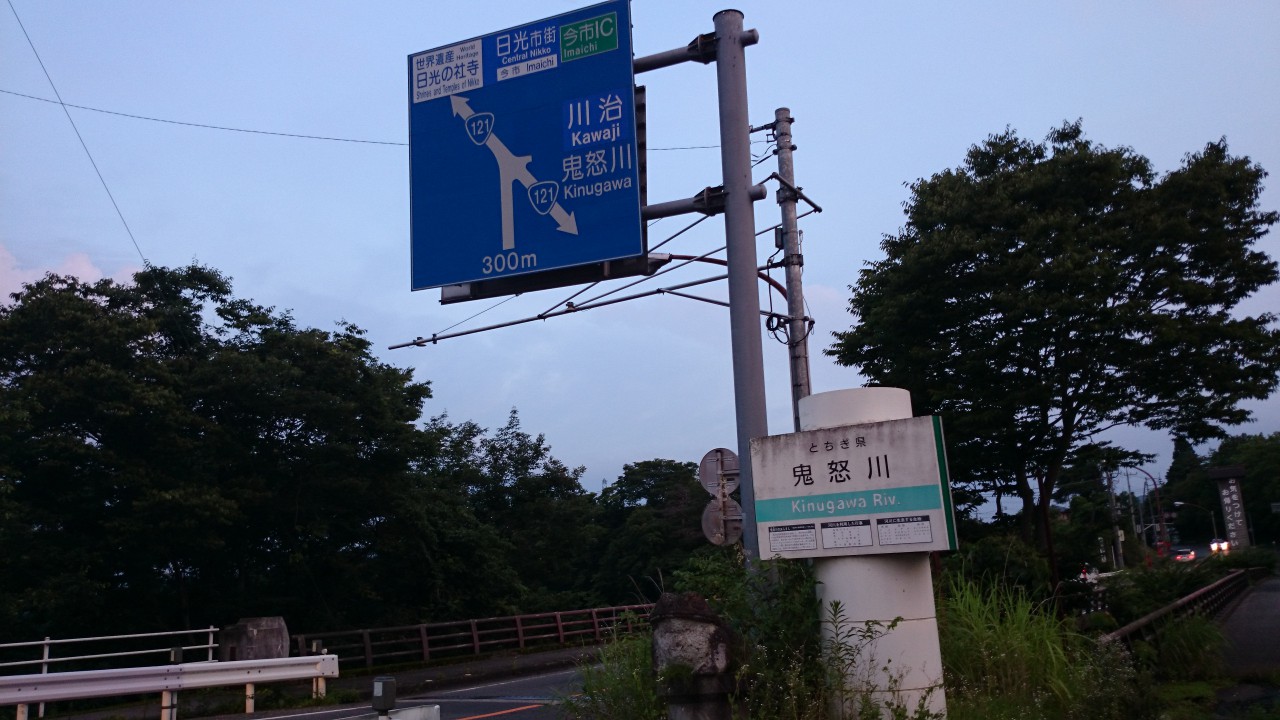 世界遺産 World Heritage
日光の社寺
Shrines and Temples of Nikko
日光市街
Central Nikko
今市 Imaichi
今市IC
Imaichi
121
川治
Kawaji
鬼怒川
Kinugawa
121
300m
とちぎ県
鬼怒川
Kinugawa Riv.